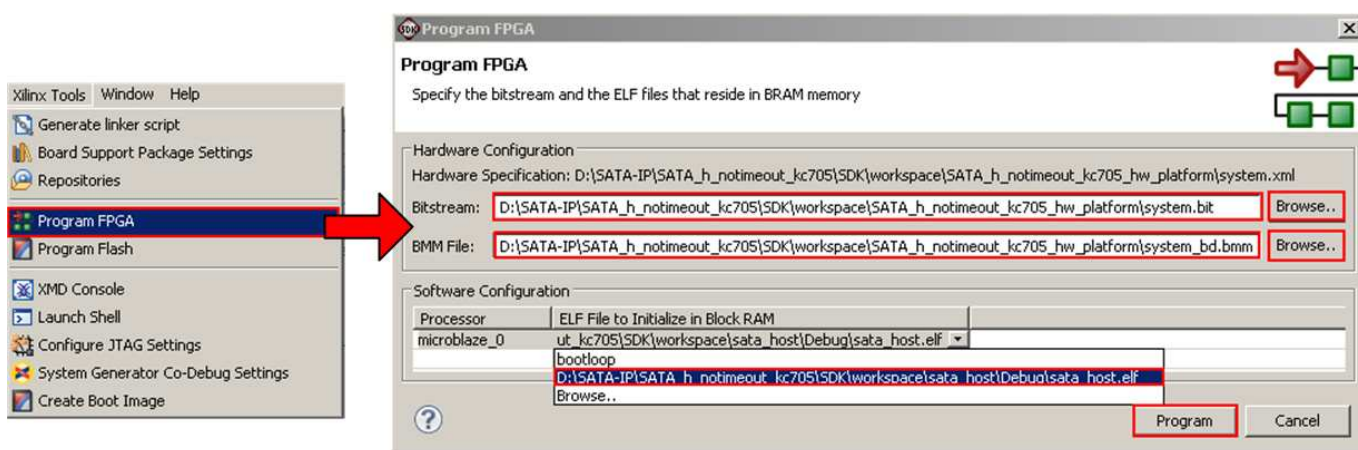 Xilinx Tools Window Help
Generate linker script
Board Support Package Settings
Repositories
Program FPGA
Program Flash
XMD Console
Launch Shell
Configure JTAG Settings
System Generator Co-Debug Settings
Create Boot Image
SDK Program FPGA
Program FPGA
Specify the bitstream and the ELF files that reside in BRAM memory
Hardware Configuration
Hardware Specification: D:\SATA-IP\SATA_h_notimeout_kc705\SDK\workspace\SATA_h_notimeout_kc705_hw_platform\system.xml
Bitstream: D:\SATA-IP\SATA_h_notimeout_kc705\SDK\workspace\SATA_h_notimeout_kc705_hw_platform\system.bit Browse..
BMM File: D:\SATA-IP\SATA_h_notimeout_kc705\SDK\workspace\SATA_h_notimeout_kc705_hw_platform\system_bd.bmm Browse..
Software Configuration
Processor ELF File to Initialize in Block RAM
microblaze_0 ut_kc705\SDK\workspace\sata_host\Debug\sata_host.elf
bootloop
D:\SATA-IP\SATA_h_notimeout_kc705\SDK\workspace\sata_host\Debug\sata_host.elf
Browse..
? Program Cancel